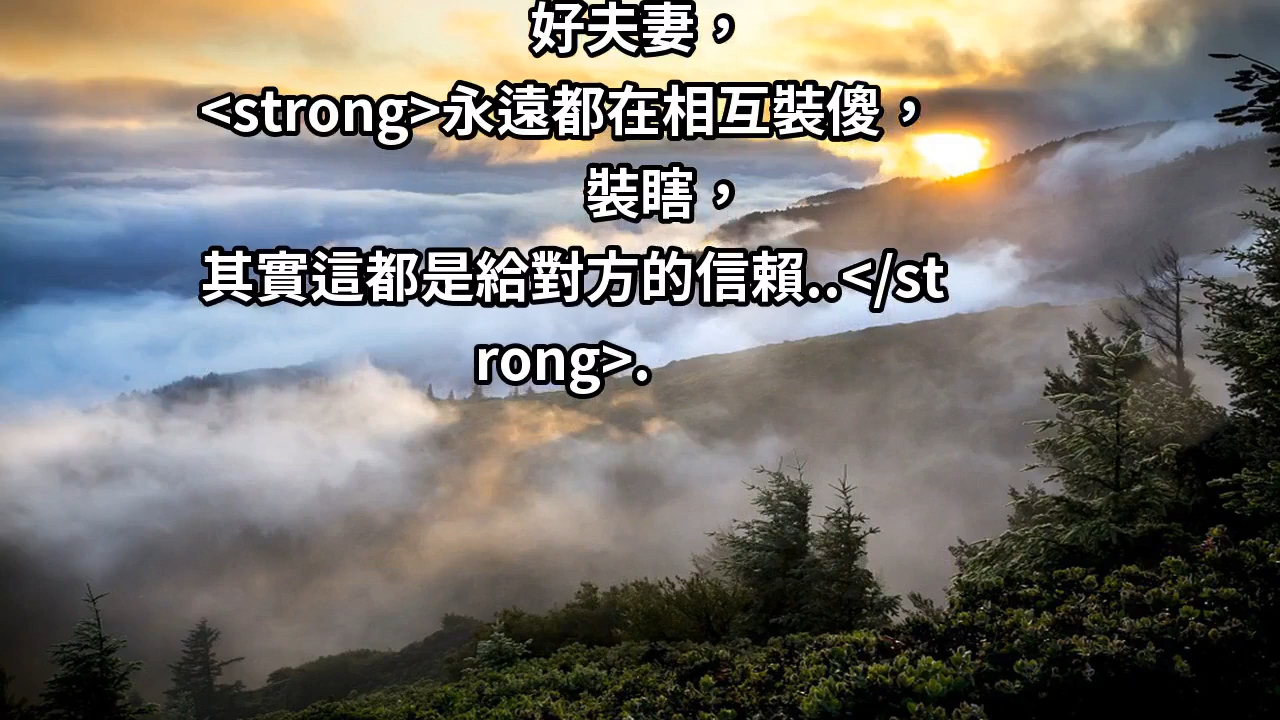 好夫妻，
<strong>永遠都在相互裝傻，
裝瞎，
其實這都是給對方的信賴..</st
rong>.